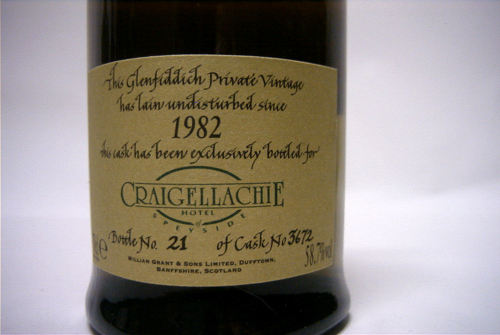 This Glenfiddich Private Vintage
has lain undisturbed since
1982
this cask has been exclusively bottled for
CRAIGELLACHIE
HOTEL
of
SPEYSIDE
Bottle No. 21 of Cask No 3672
58.7%vol
WILLIAM GRANT & SONS LIMITED, DUFFTOWN,
BANFFSHIRE, SCOTLAND